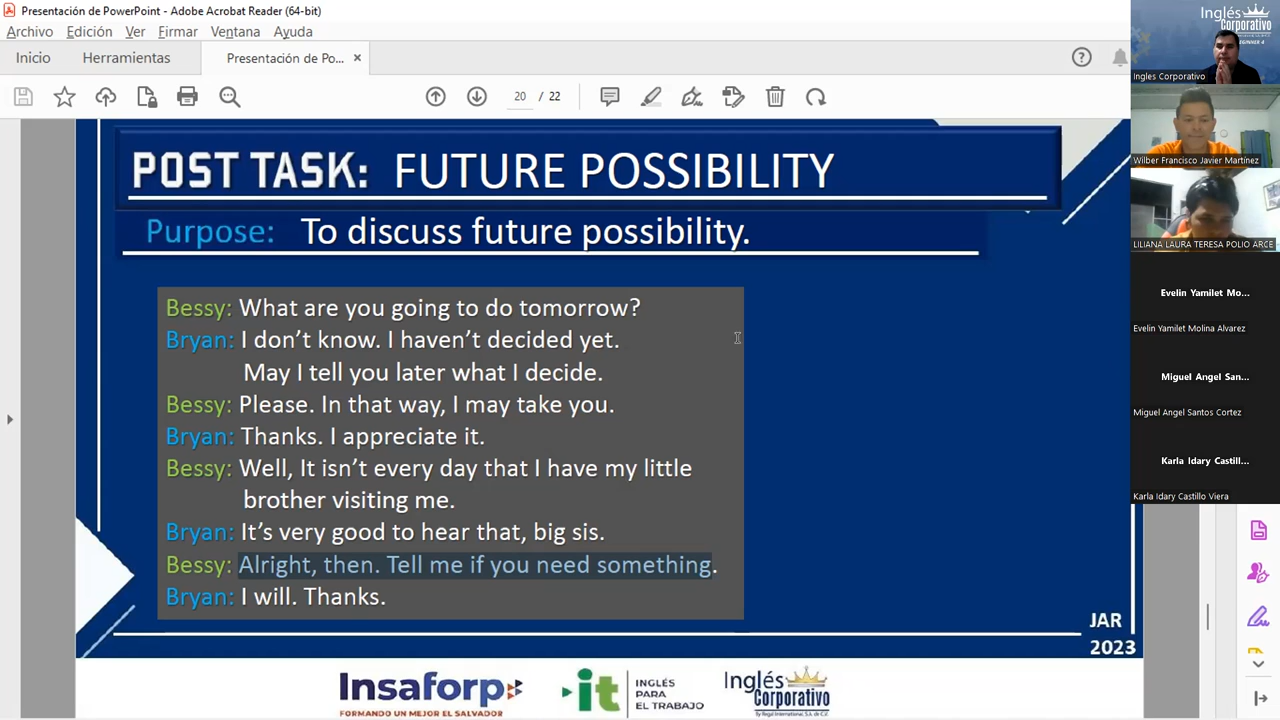 Presentación de PowerPoint - Adobe Acrobat Reader (64-bit)
Archivo Edición Ver Firmar Ventana Ayuda
Inicio Herramientas Presentación de Po... ×
20 / 22
POST TASK: FUTURE POSSIBILITY
Purpose: To discuss future possibility.
Bessy: What are you going to do tomorrow?
Bryan: I don't know. I haven't decided yet.
May I tell you later what I decide.
Bessy: Please. In that way, I may take you.
Bryan: Thanks. I appreciate it.
Bessy: Well, It isn't every day that I have my little
brother visiting me.
Bryan: It's very good to hear that, big sis.
Bessy: Alright, then. Tell me if you need something.
Bryan: I will. Thanks.
JAR
2023
Insaforp
FORMANDO UN MEJOR EL SALVADOR
it
INGLÉS
PARA
EL TRABAJO
Inglés
Corporativo
Inglés
Corporativo
Ingles Corporativo
Wilber Francisco Javier Martínez
LILIANA LAURA TERESA POLIO ARCE
Evelin Yamilet Mo...
Evelin Yamilet Molina Alvarez
Miguel Angel San...
Miguel Angel Santos Cortez
Karla Idary Castill...
Karla Idary Castillo Viera